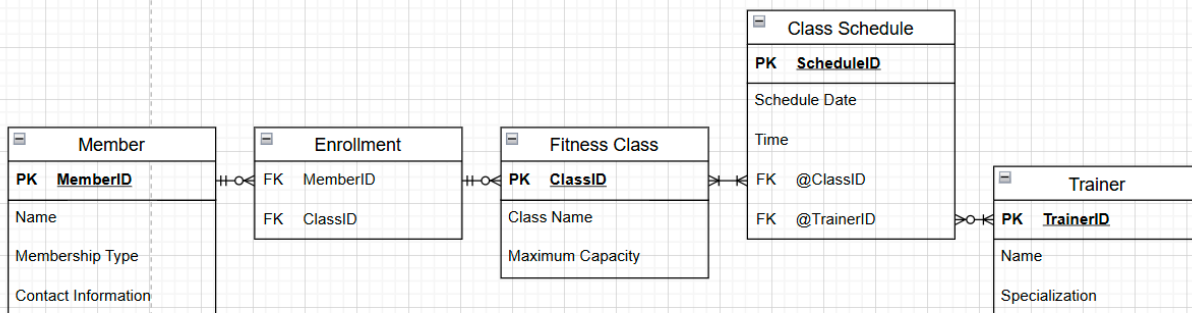 Member
PK MemberID
Name
Membership Type
Contact Information
Enrollment
FK MemberID
FK ClassID
Fitness Class
PK ClassID
Class Name
Maximum Capacity
Class Schedule
PK ScheduleID
Schedule Date
Time
FK @ClassID
FK @TrainerID
Trainer
PK TrainerID
Name
Specialization